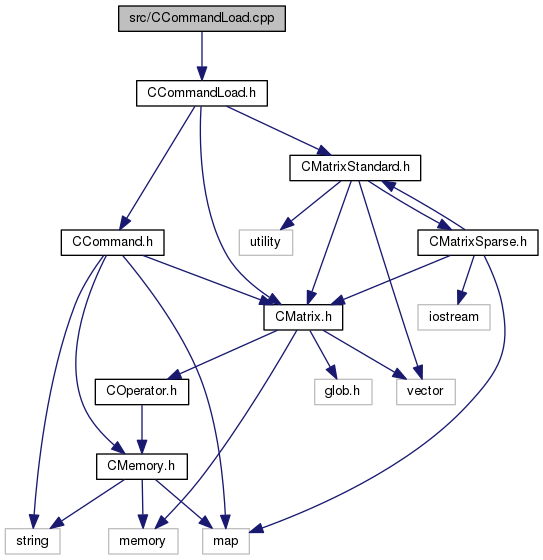 src/CCommandLoad.cpp
CCommandLoad.h
CMatrixStandard.h
CCommand.h
utility
CMatrixSparse.h
CMatrix.h
iostream
COperator.h
glob.h
vector
CMemory.h
string
memory
map